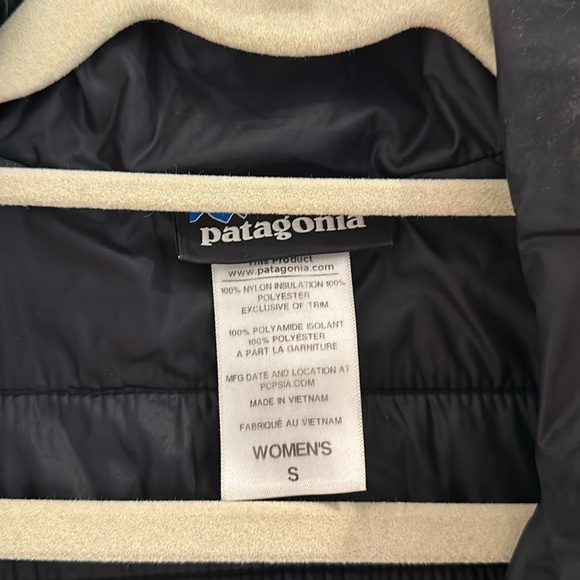 patagonia
This Product
www.patagonia.com
100% NYLON INSULATION 100%
POLYESTER
EXCLUSIVE OF TRIM
100% POLYAMIDE ISOLANT
100% POLYESTER
A PART LA GARNITURE
MFG DATE AND LOCATION AT
PCPSIA.COM
MADE IN VIETNAM
FABRIQUÉ AU VIETNAM
WOMEN'S
S